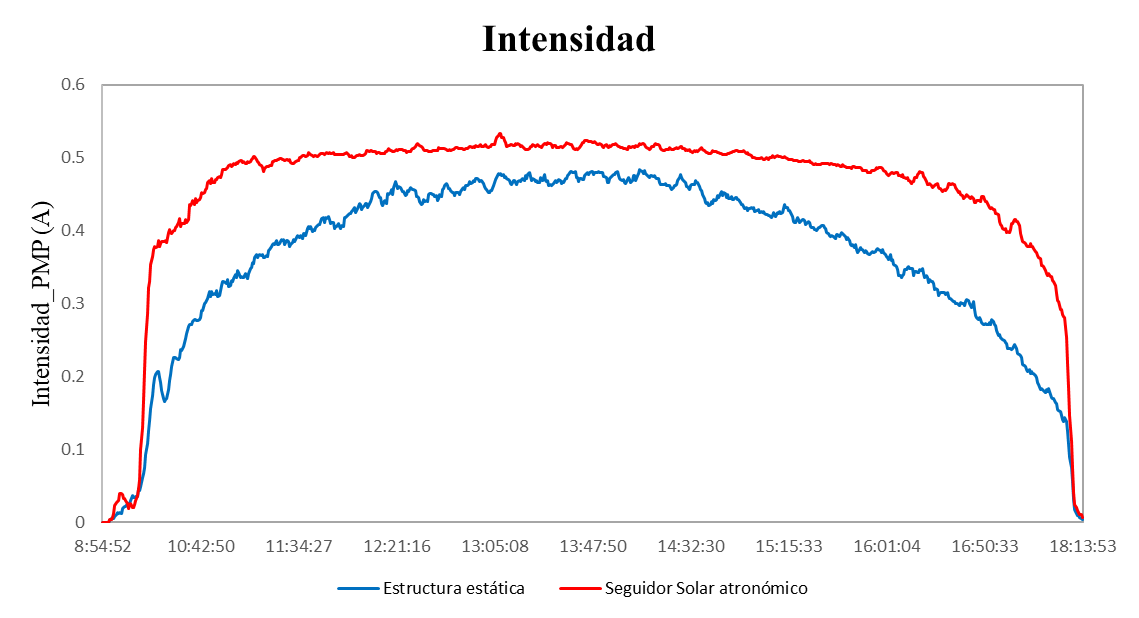 Intensidad
0.6
0.5
0.4
0.3
0.2
0.1
0
Intensidad_PMP (A)
8:54:52 10:42:50 11:34:27 12:21:16 13:05:08 13:47:50 14:32:30 15:15:33 16:01:04 16:50:33 18:13:53
Estructura estática Seguidor Solar atronómico